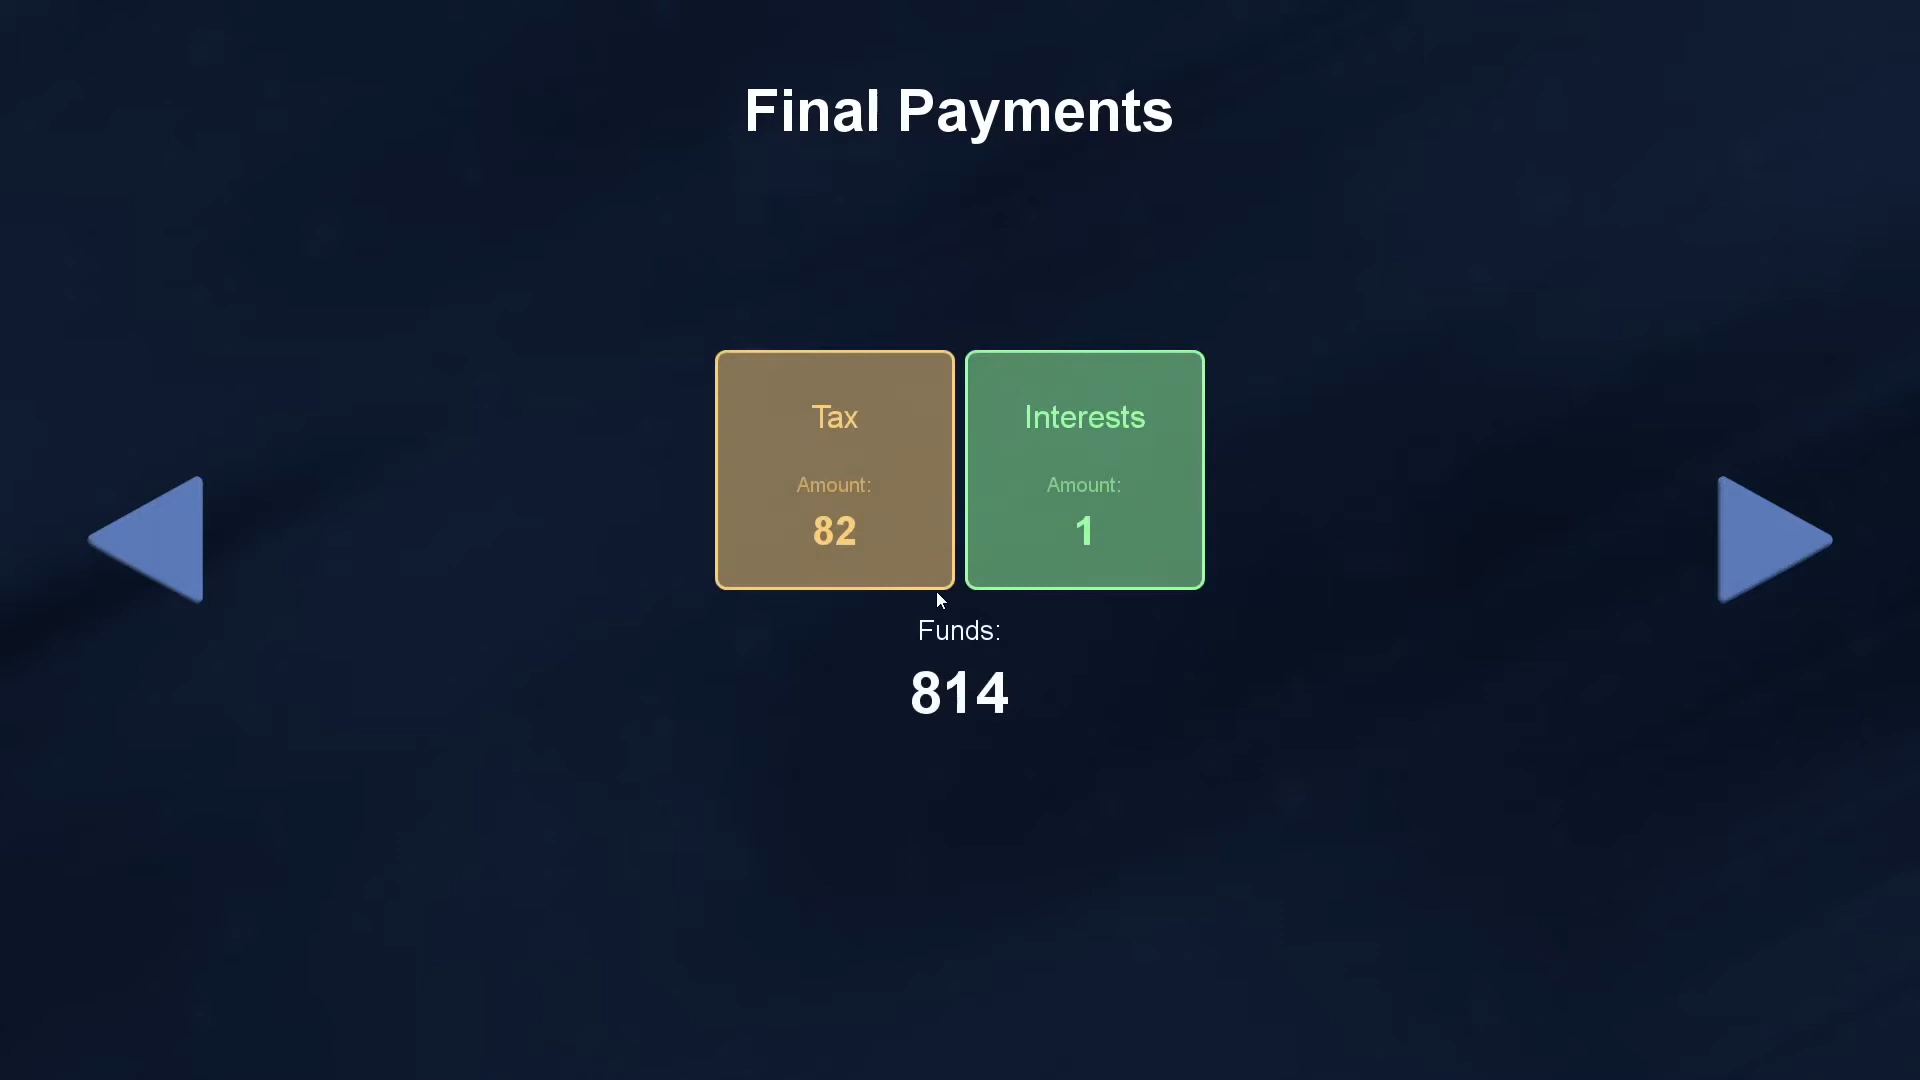 Final Payments
Tax
Amount:
82
Interests
Amount:
1
Funds:
814